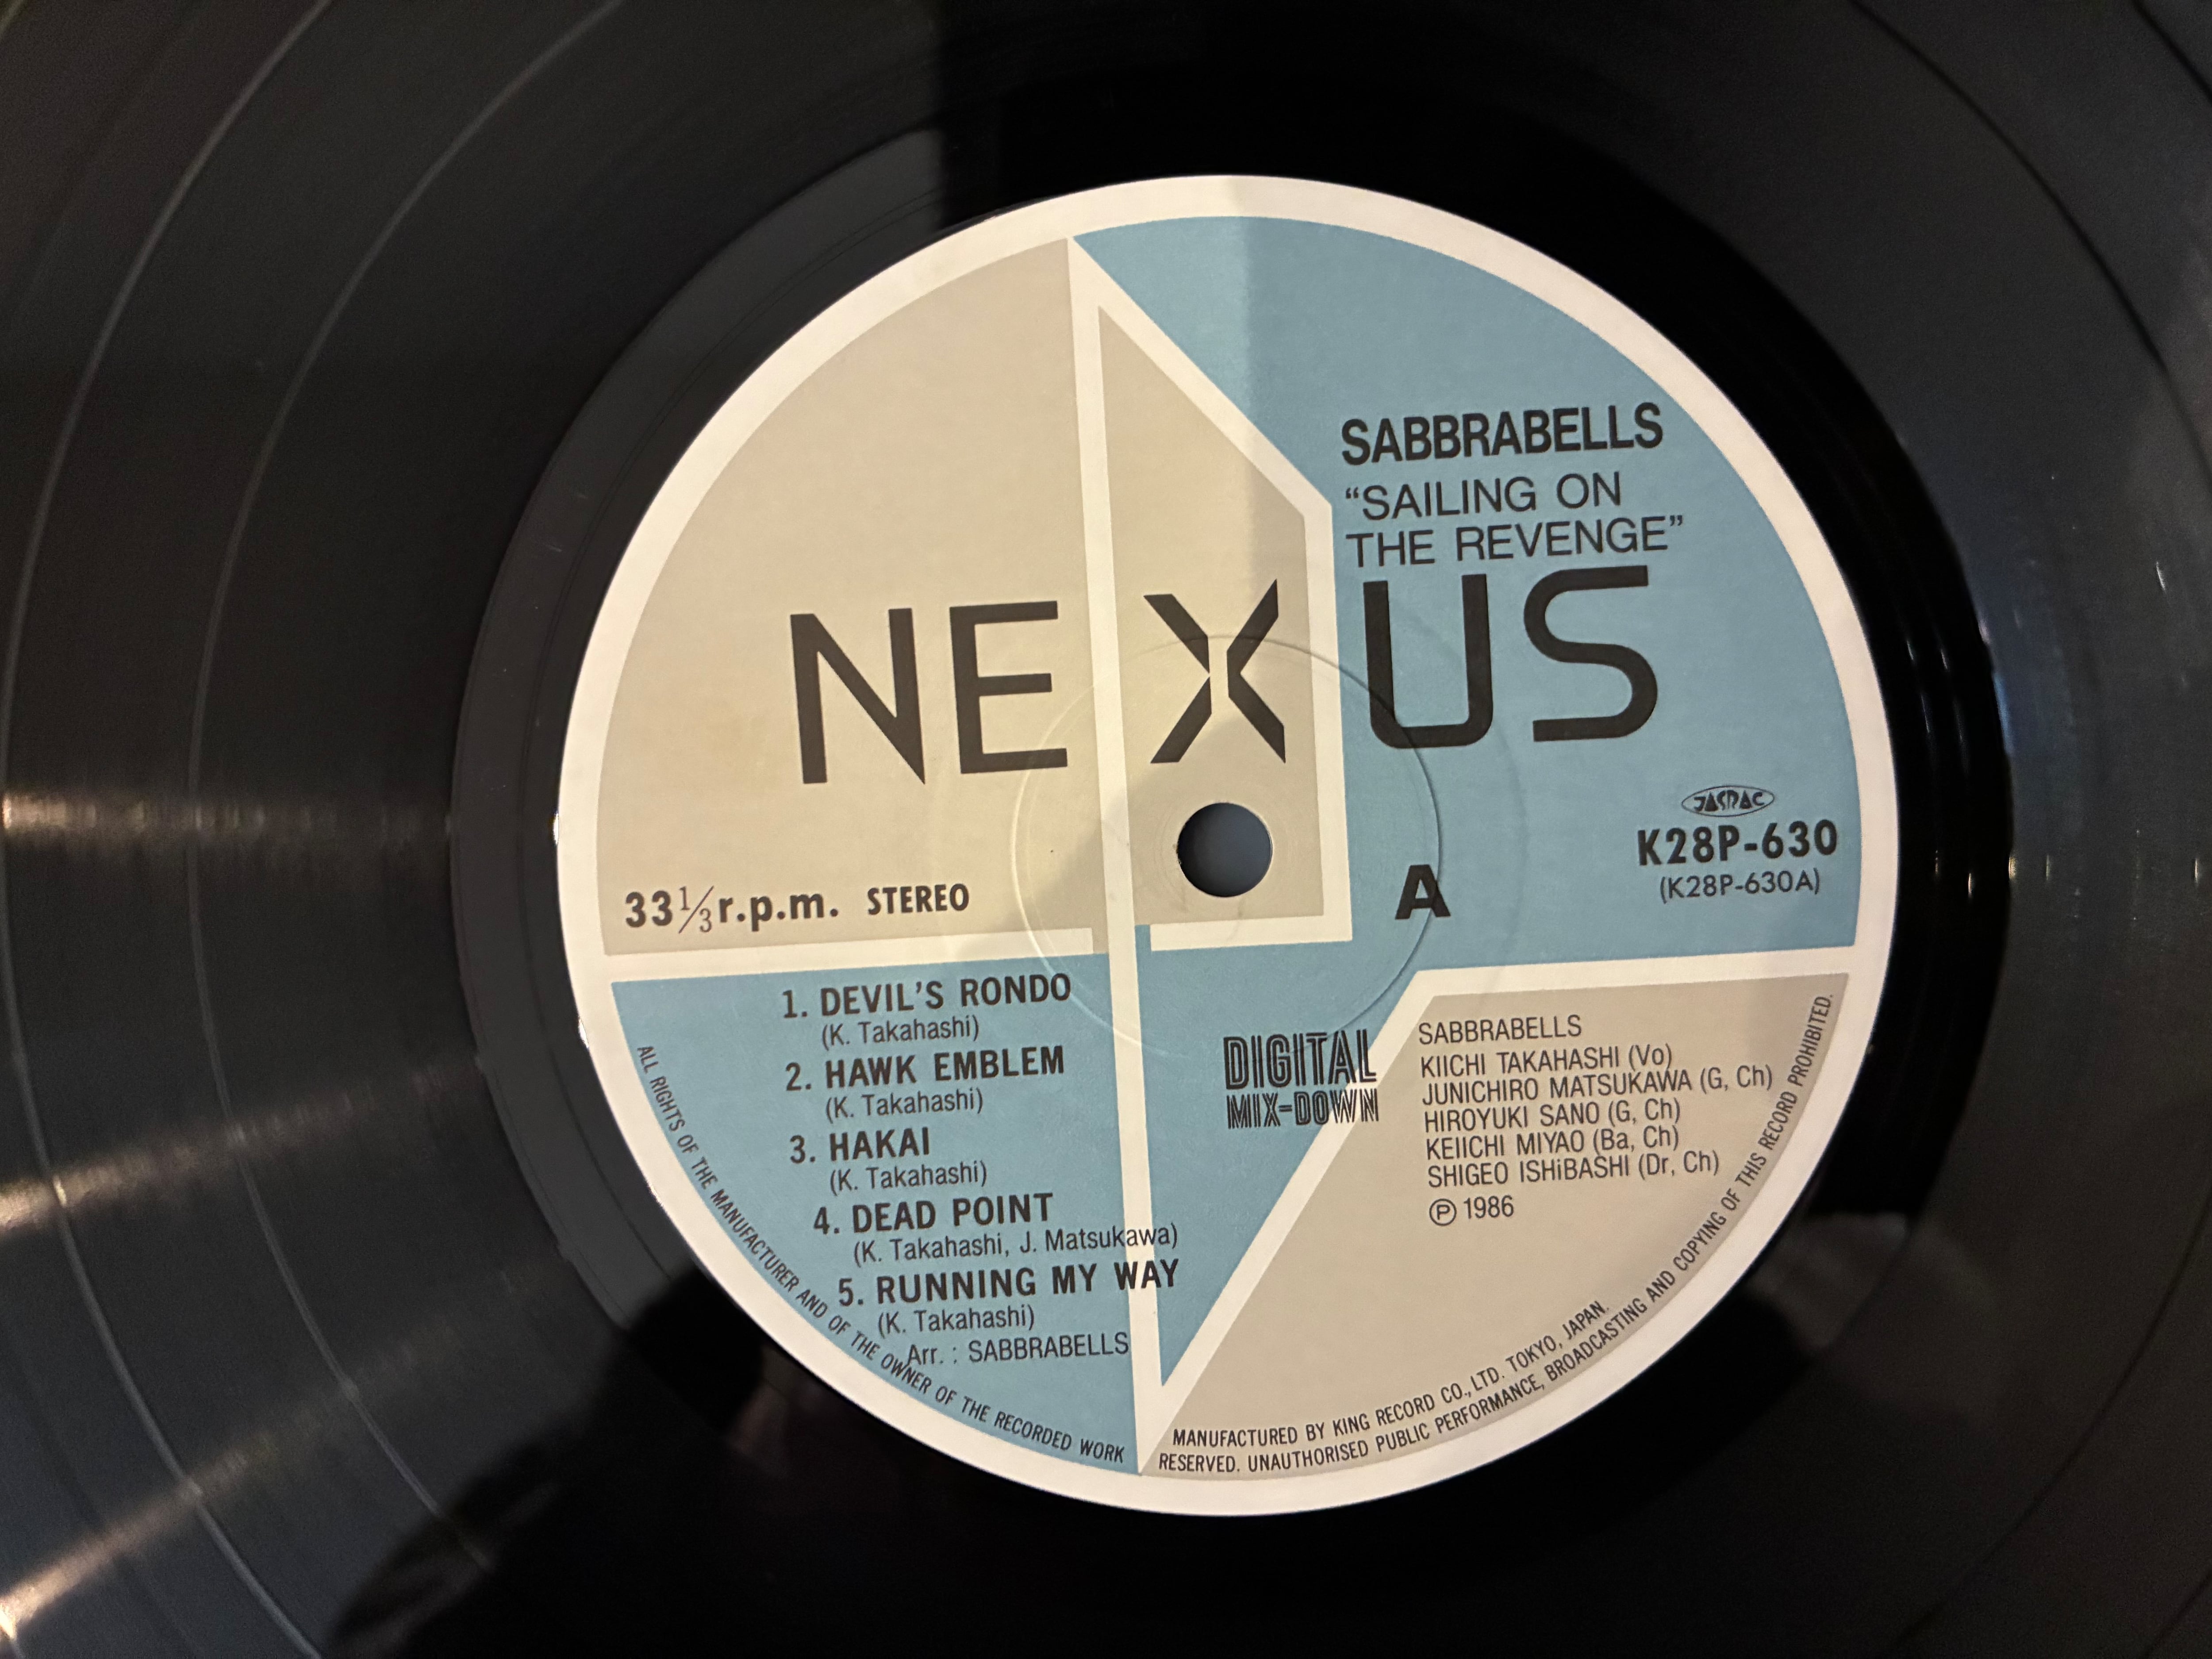 SABBRABELLS
“SAILING ON
THE REVENGE”
NEXUS
JASRAC
K28P-630
(K28P-630A)
A
33⅓r.p.m. STEREO
1. DEVIL'S RONDO
(K. Takahashi)
2. HAWK EMBLEM
(K. Takahashi)
3. HAKAI
(K. Takahashi)
4. DEAD POINT
(K. Takahashi, J. Matsukawa)
5. RUNNING MY WAY
(K. Takahashi)
Arr. : SABBRABELLS
DIGITAL
MIX-DOWN
SABBRABELLS
KIICHI TAKAHASHI (Vo)
JUNICHIRO MATSUKAWA (G, Ch)
HIROYUKI SANO (G, Ch)
KEIICHI MIYAO (Ba, Ch)
SHIGEO ISHiBASHI (Dr, Ch)
Ⓟ 1986
MANUFACTURED BY KING RECORD CO., LTD. TOKYO, JAPAN.
ALL RIGHTS OF THE MANUFACTURER AND OF THE OWNER OF THE RECORDED WORK RESERVED. UNAUTHORISED PUBLIC PERFORMANCE, BROADCASTING AND COPYING OF THIS RECORD PROHIBITED.